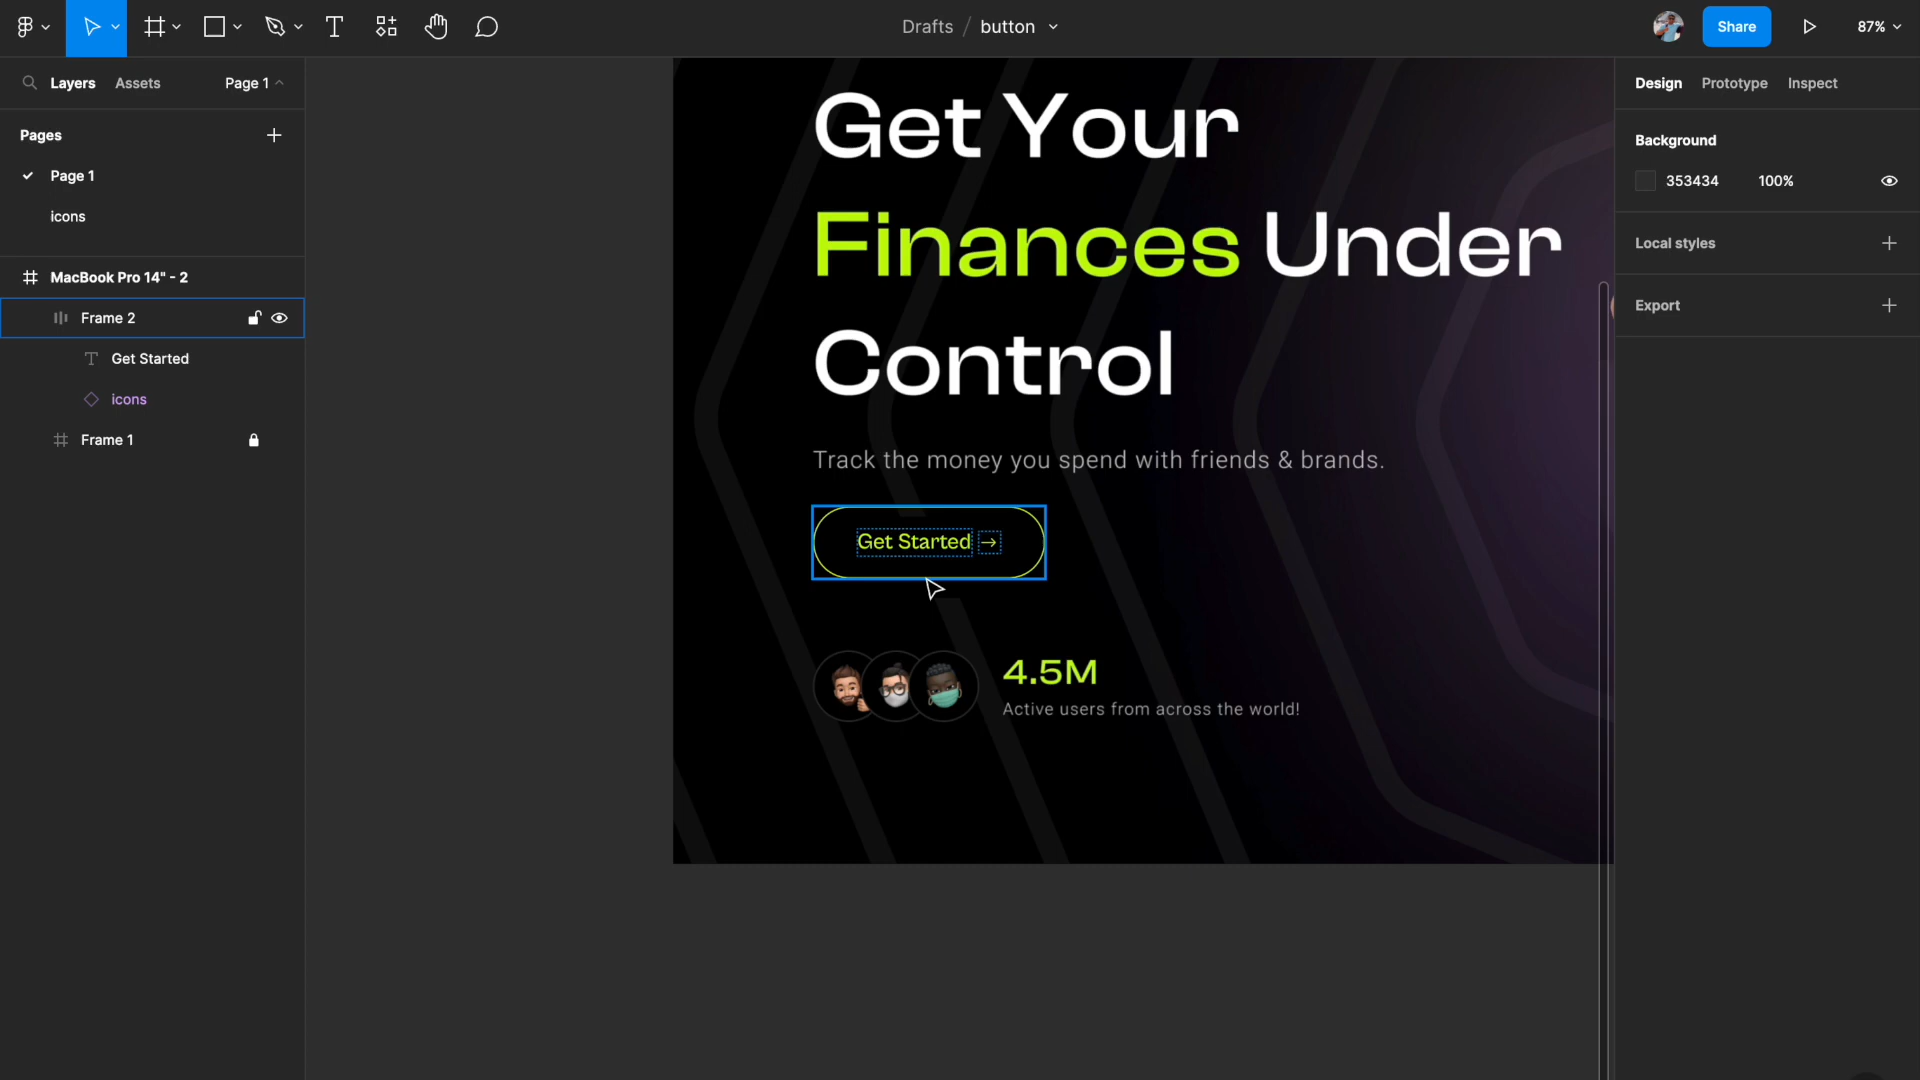 Drafts / button
Share
87%
Layers
Assets
Page 1
Pages
Page 1
icons
MacBook Pro 14" - 2
Frame 2
Get Started
icons
Frame 1
Get Your
Finances Under
Control
Track the money you spend with friends & brands.
Get Started →
4.5M
Active users from across the world!
Design
Prototype
Inspect
Background
353434
100%
Local styles
Export